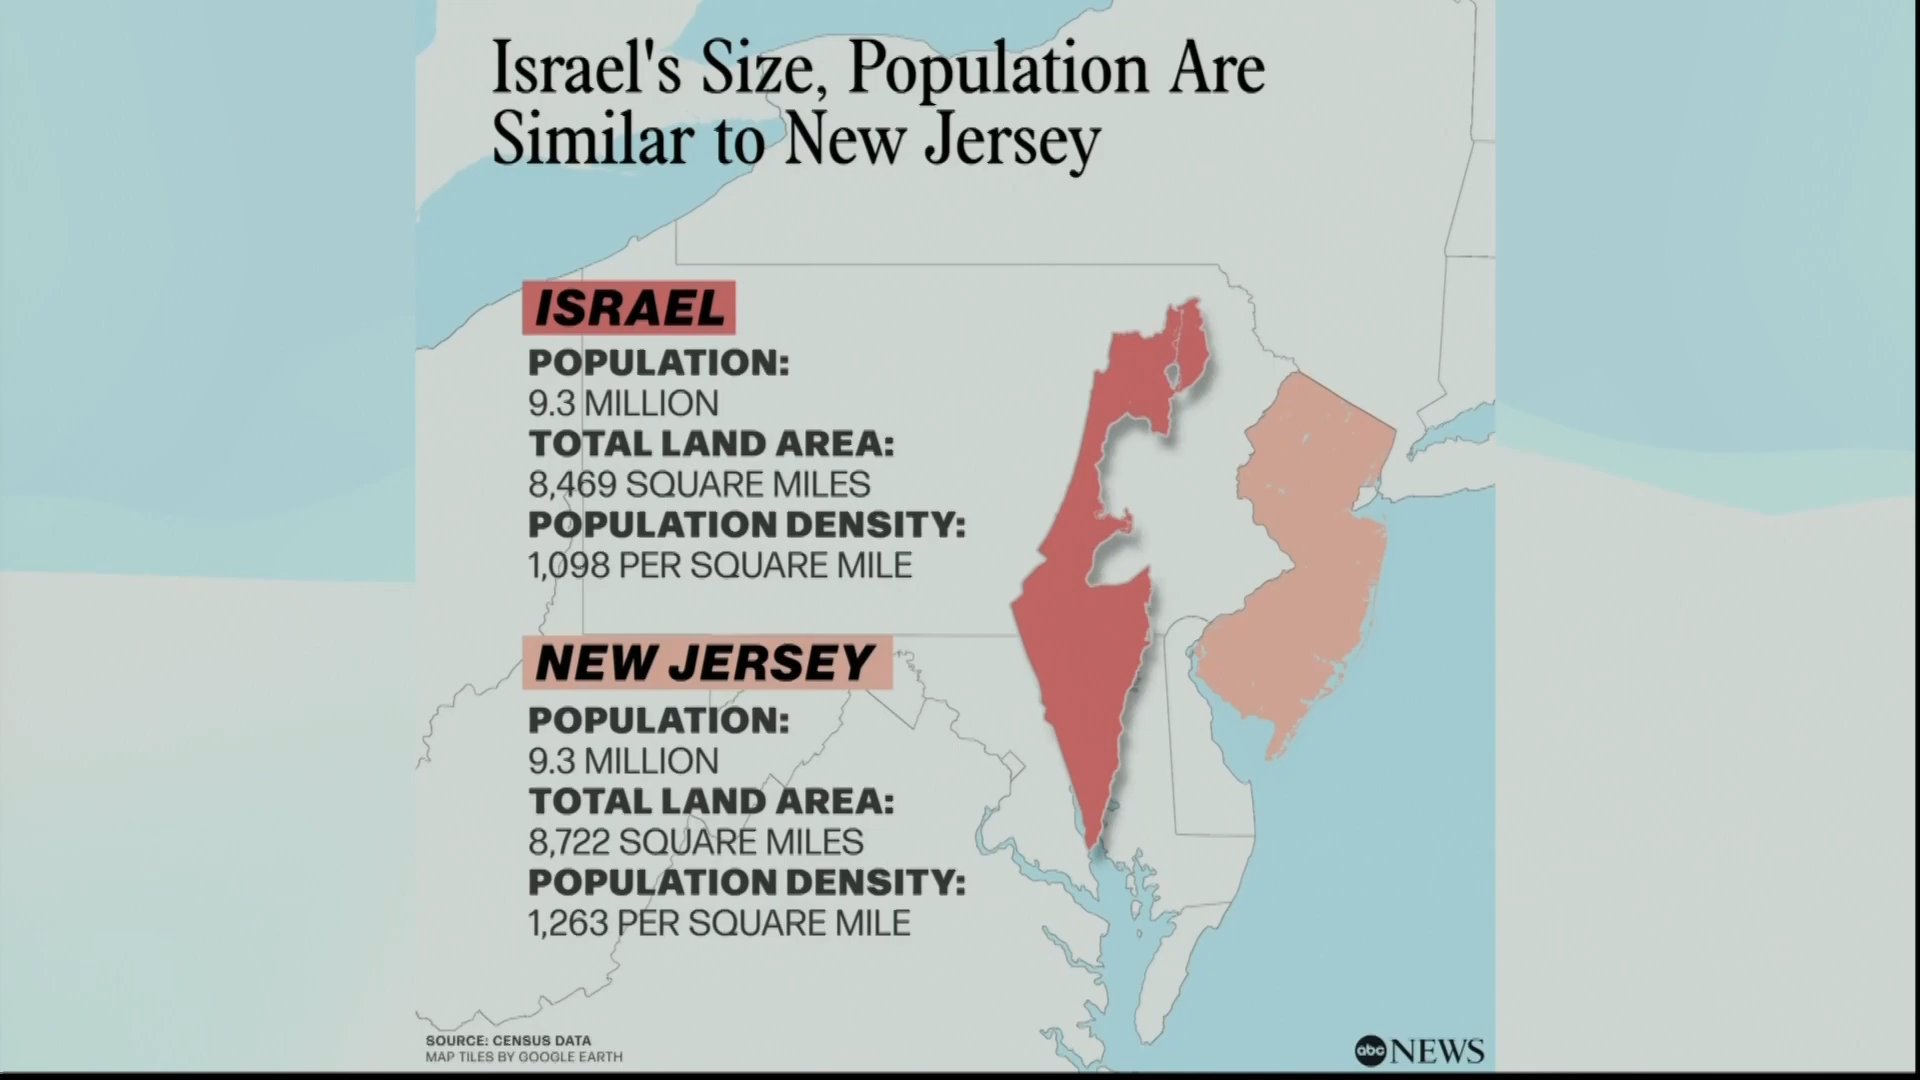 Israel's Size, Population Are
Similar to New Jersey
ISRAEL
POPULATION:
9.3 MILLION
TOTAL LAND AREA:
8,469 SQUARE MILES
POPULATION DENSITY:
1,098 PER SQUARE MILE
NEW JERSEY
POPULATION:
9.3 MILLION
TOTAL LAND AREA:
8,722 SQUARE MILES
POPULATION DENSITY:
1,263 PER SQUARE MILE
SOURCE: CENSUS DATA
MAP TILES BY GOOGLE EARTH
abc NEWS